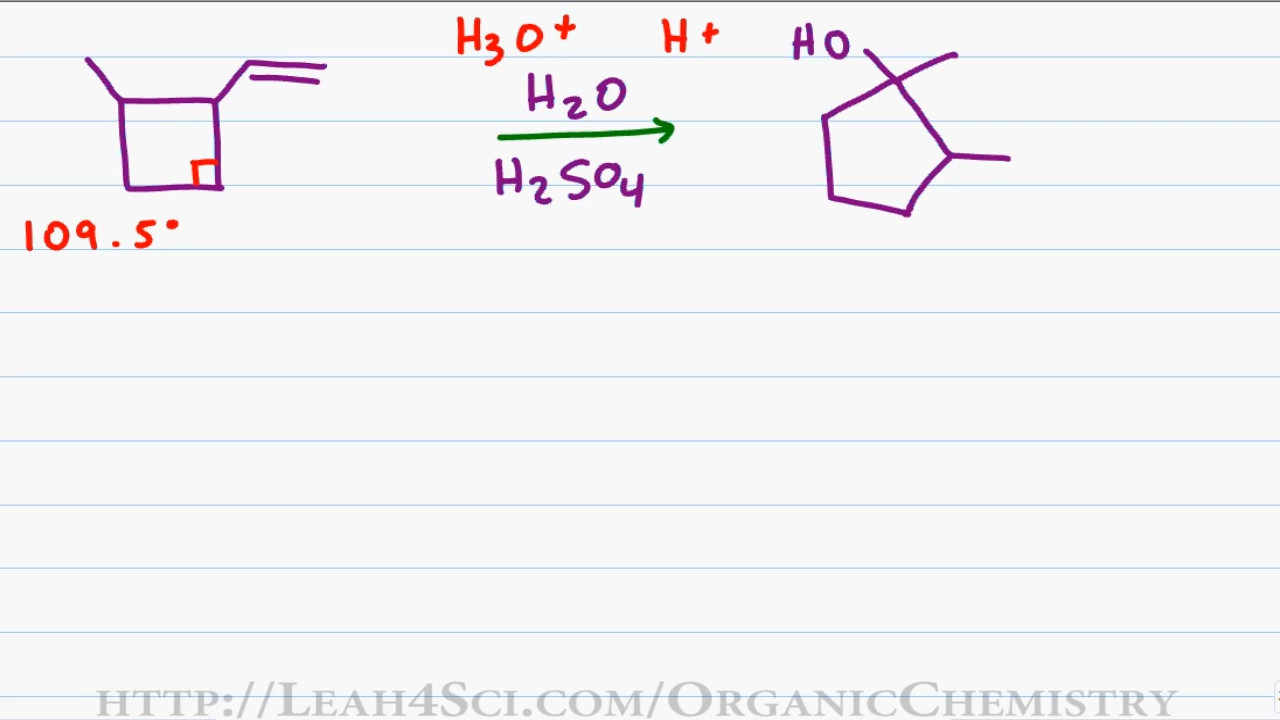 H3O+ H+
HO
H2O
H2SO4
109.5°
HTTP://LEAH4SCI.COM/ORGANICCHEMISTRY